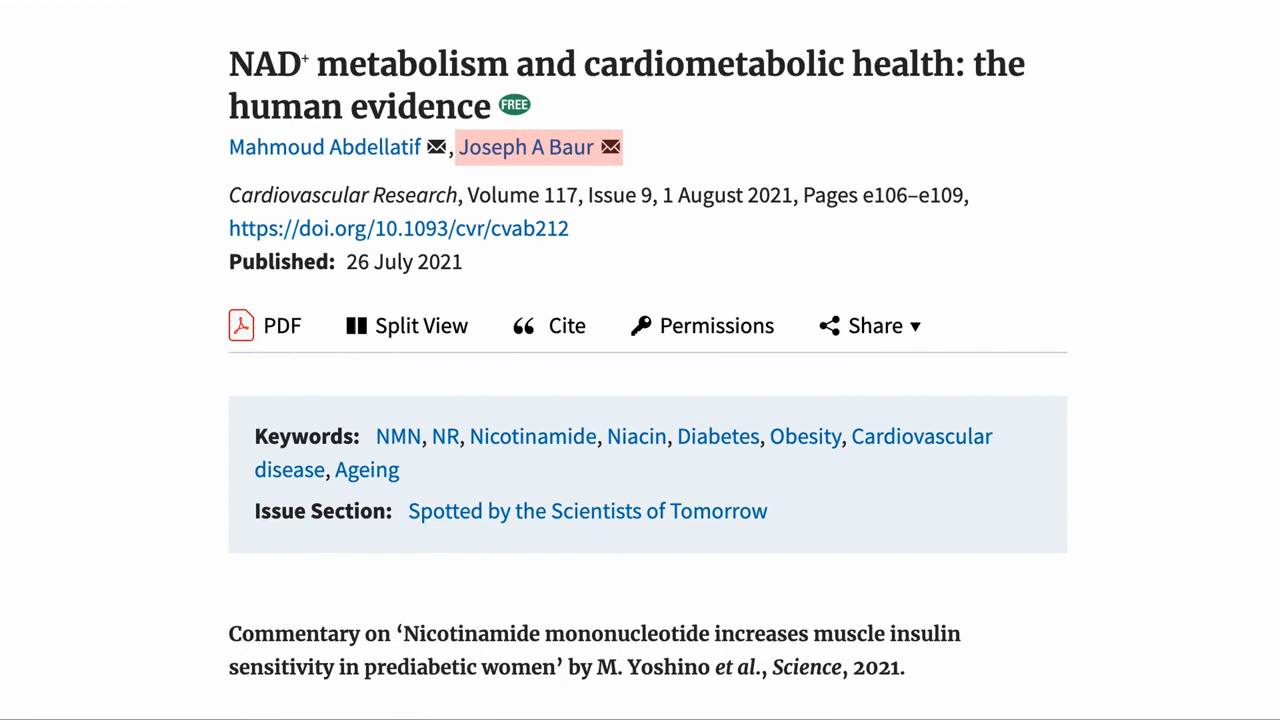 NAD+ metabolism and cardiometabolic health: the
human evidence FREE
Mahmoud Abdellatif , Joseph A Baur
Cardiovascular Research, Volume 117, Issue 9, 1 August 2021, Pages e106–e109,
https://doi.org/10.1093/cvr/cvab212
Published: 26 July 2021
PDF Split View Cite Permissions Share
Keywords: NMN, NR, Nicotinamide, Niacin, Diabetes, Obesity, Cardiovascular
disease, Ageing
Issue Section: Spotted by the Scientists of Tomorrow
Commentary on ‘Nicotinamide mononucleotide increases muscle insulin
sensitivity in prediabetic women’ by M. Yoshino et al., Science, 2021.